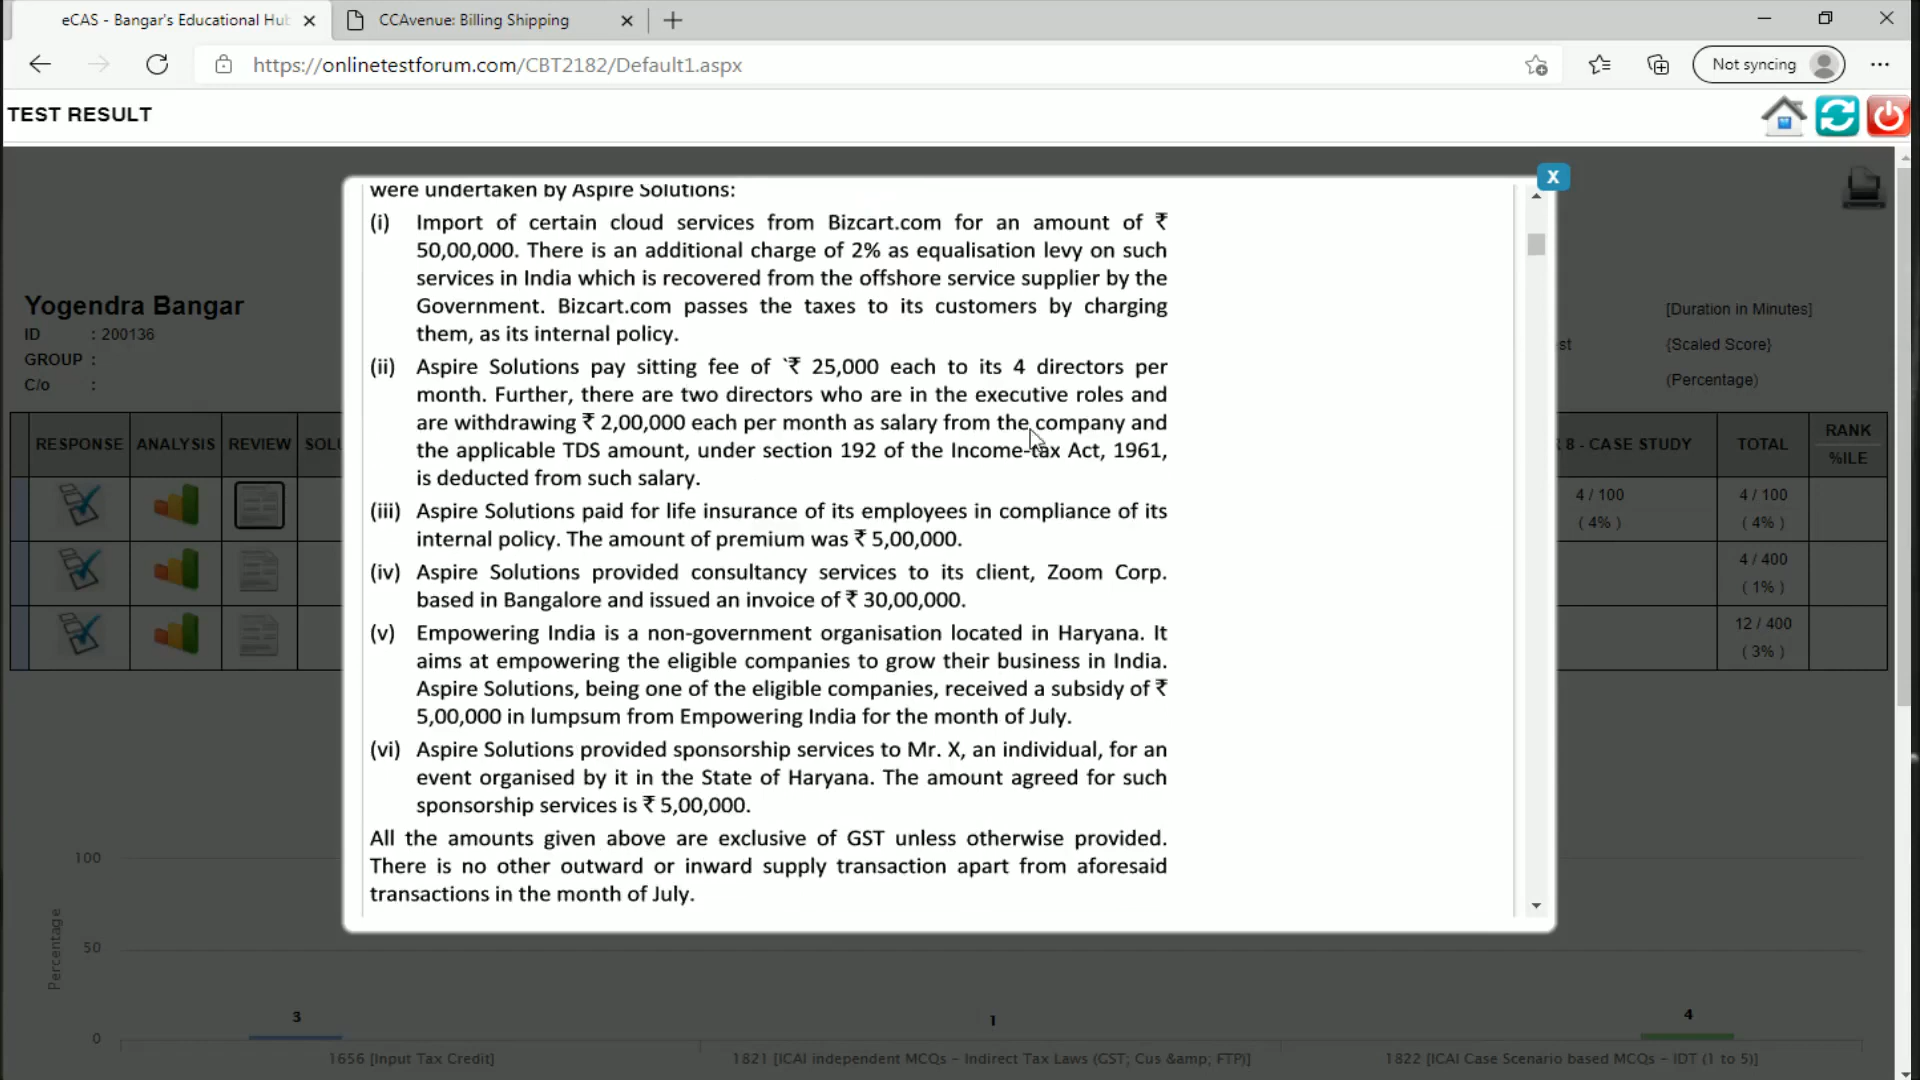 eCAS - Bangar's Educational Hub
CCAvenue: Billing Shipping
https://onlinetestforum.com/CBT2182/Default1.aspx
Not syncing
TEST RESULT
X
were undertaken by Aspire Solutions:
(i) Import of certain cloud services from Bizcart.com for an amount of ₹
50,00,000. There is an additional charge of 2% as equalisation levy on such
services in India which is recovered from the offshore service supplier by the
Government. Bizcart.com passes the taxes to its customers by charging
them, as its internal policy.
(ii) Aspire Solutions pay sitting fee of `₹ 25,000 each to its 4 directors per
month. Further, there are two directors who are in the executive roles and
are withdrawing ₹ 2,00,000 each per month as salary from the company and
the applicable TDS amount, under section 192 of the Income-tax Act, 1961,
is deducted from such salary.
(iii) Aspire Solutions paid for life insurance of its employees in compliance of its
internal policy. The amount of premium was ₹ 5,00,000.
(iv) Aspire Solutions provided consultancy services to its client, Zoom Corp.
based in Bangalore and issued an invoice of ₹ 30,00,000.
(v) Empowering India is a non-government organisation located in Haryana. It
aims at empowering the eligible companies to grow their business in India.
Aspire Solutions, being one of the eligible companies, received a subsidy of ₹
5,00,000 in lumpsum from Empowering India for the month of July.
(vi) Aspire Solutions provided sponsorship services to Mr. X, an individual, for an
event organised by it in the State of Haryana. The amount agreed for such
sponsorship services is ₹ 5,00,000.
All the amounts given above are exclusive of GST unless otherwise provided.
There is no other outward or inward supply transaction apart from aforesaid
transactions in the month of July.
Yogendra Bangar
ID : 200136
GROUP :
C/o :
[Duration in Minutes]
st {Scaled Score}
(Percentage)
RESPONSE ANALYSIS REVIEW SOLU 8 - CASE STUDY TOTAL RANK
%ILE
4 / 100 4 / 100
( 4% ) ( 4% )
4 / 400
( 1% )
12 / 400
( 3% )
100
50
0
Percentage
3
1
4
1656 [Input Tax Credit]
1821 [ICAI independent MCQs – Indirect Tax Laws (GST; Cus &amp; FTP)]
1822 [ICAI Case Scenario based MCQs – IDT (1 to 5)]